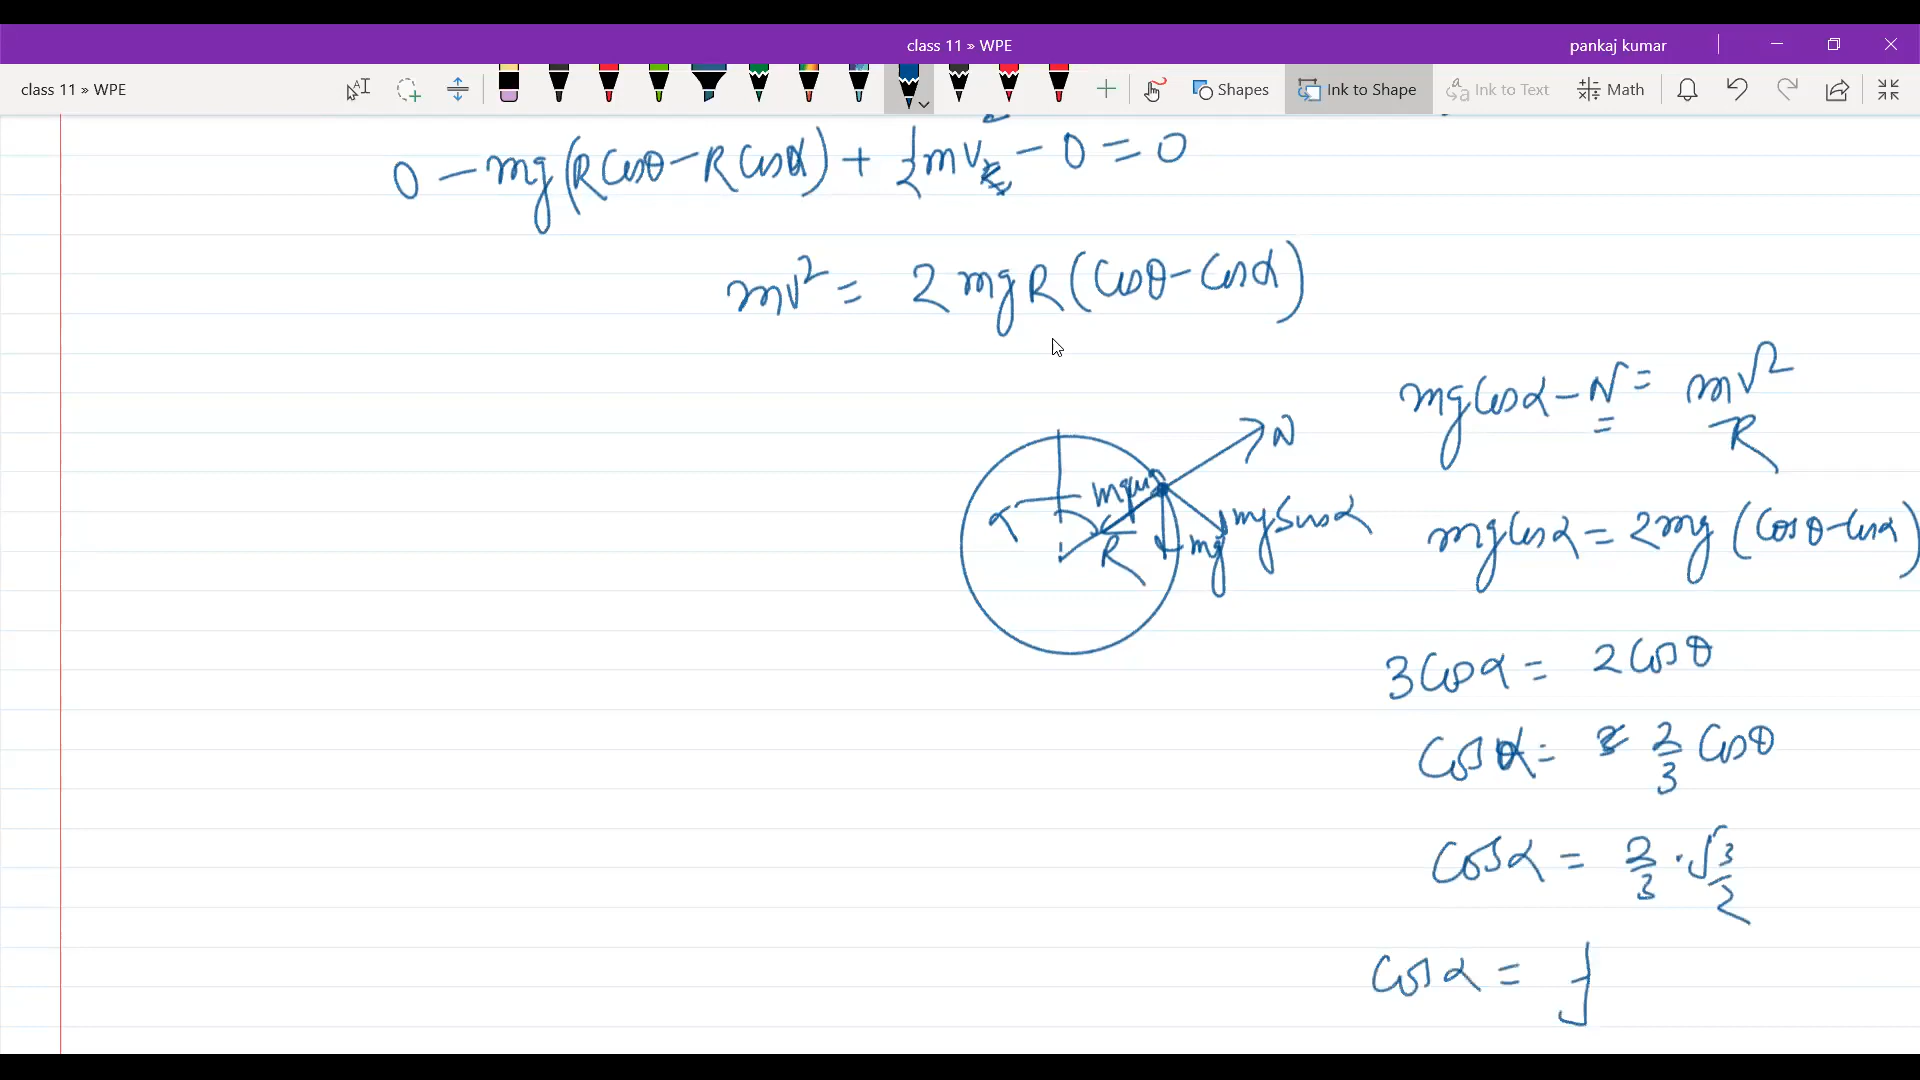 class 11 » WPE
pankaj kumar
class 11 » WPE
Shapes
Ink to Shape
Ink to Text
Math
0 - mg(R Cosθ - R Cosα) + ½mv² - 0 = 0
mv² = 2mgR(Cosθ - Cosα)
mg Cosα - N = mv²/R
N
α
R
mg
mg Sinα
mg Cosα = 2mg (Cosθ - Cosα)
3Cosα = 2Cosθ
Cosα = 2/3 Cosθ
Cosα = 2/3 · √3/2
Cosα =